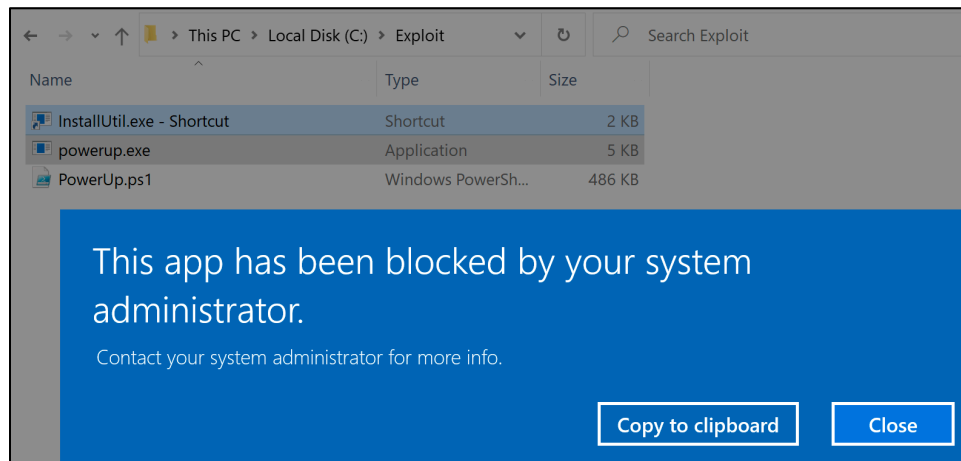 This PC > Local Disk (C:) > Exploit Search Exploit
Name Type Size
InstallUtil.exe - Shortcut Shortcut 2 KB
powerup.exe Application 5 KB
PowerUp.ps1 Windows PowerSh... 486 KB
This app has been blocked by your system
administrator.
Contact your system administrator for more info.
Copy to clipboard Close